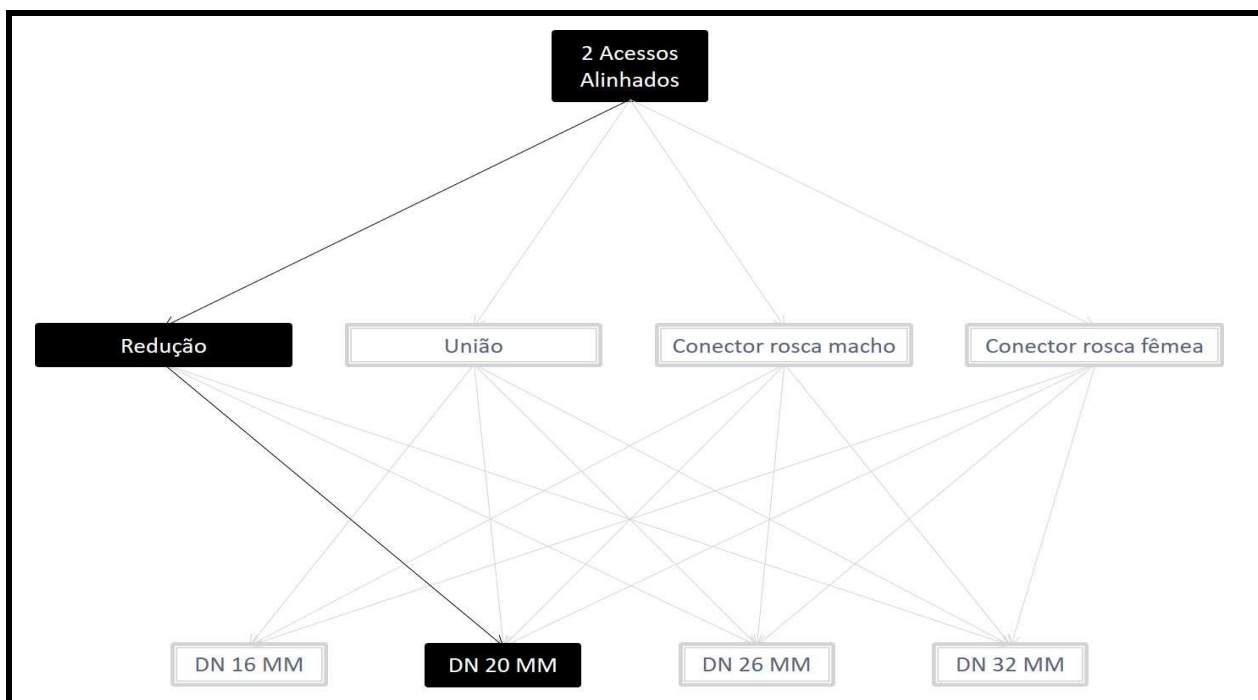 2 Acessos
Alinhados
Redução
União
Conector rosca macho
Conector rosca fêmea
DN 16 MM
DN 20 MM
DN 26 MM
DN 32 MM